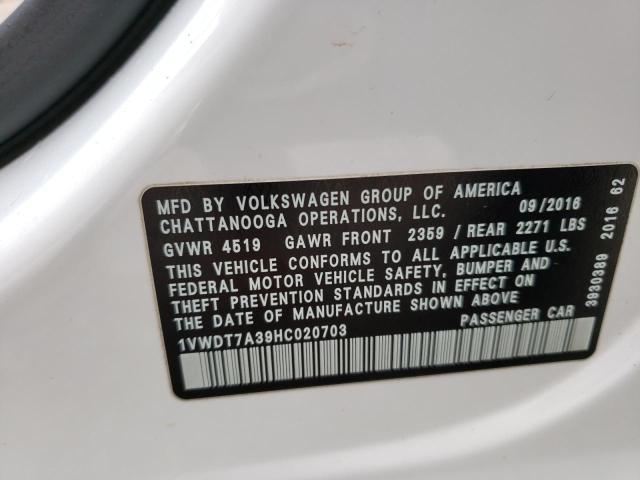 MFD BY VOLKSWAGEN GROUP OF AMERICA
CHATTANOOGA OPERATIONS, LLC. 09/2016
GVWR 4519 GAWR FRONT 2359 / REAR 2271 LBS
THIS VEHICLE CONFORMS TO ALL APPLICABLE U.S.
FEDERAL MOTOR VEHICLE SAFETY, BUMPER AND
THEFT PREVENTION STANDARDS IN EFFECT ON
THE DATE OF MANUFACTURE SHOWN ABOVE
1VWDT7A39HC020703 PASSENGER CAR
3930389 2016 62